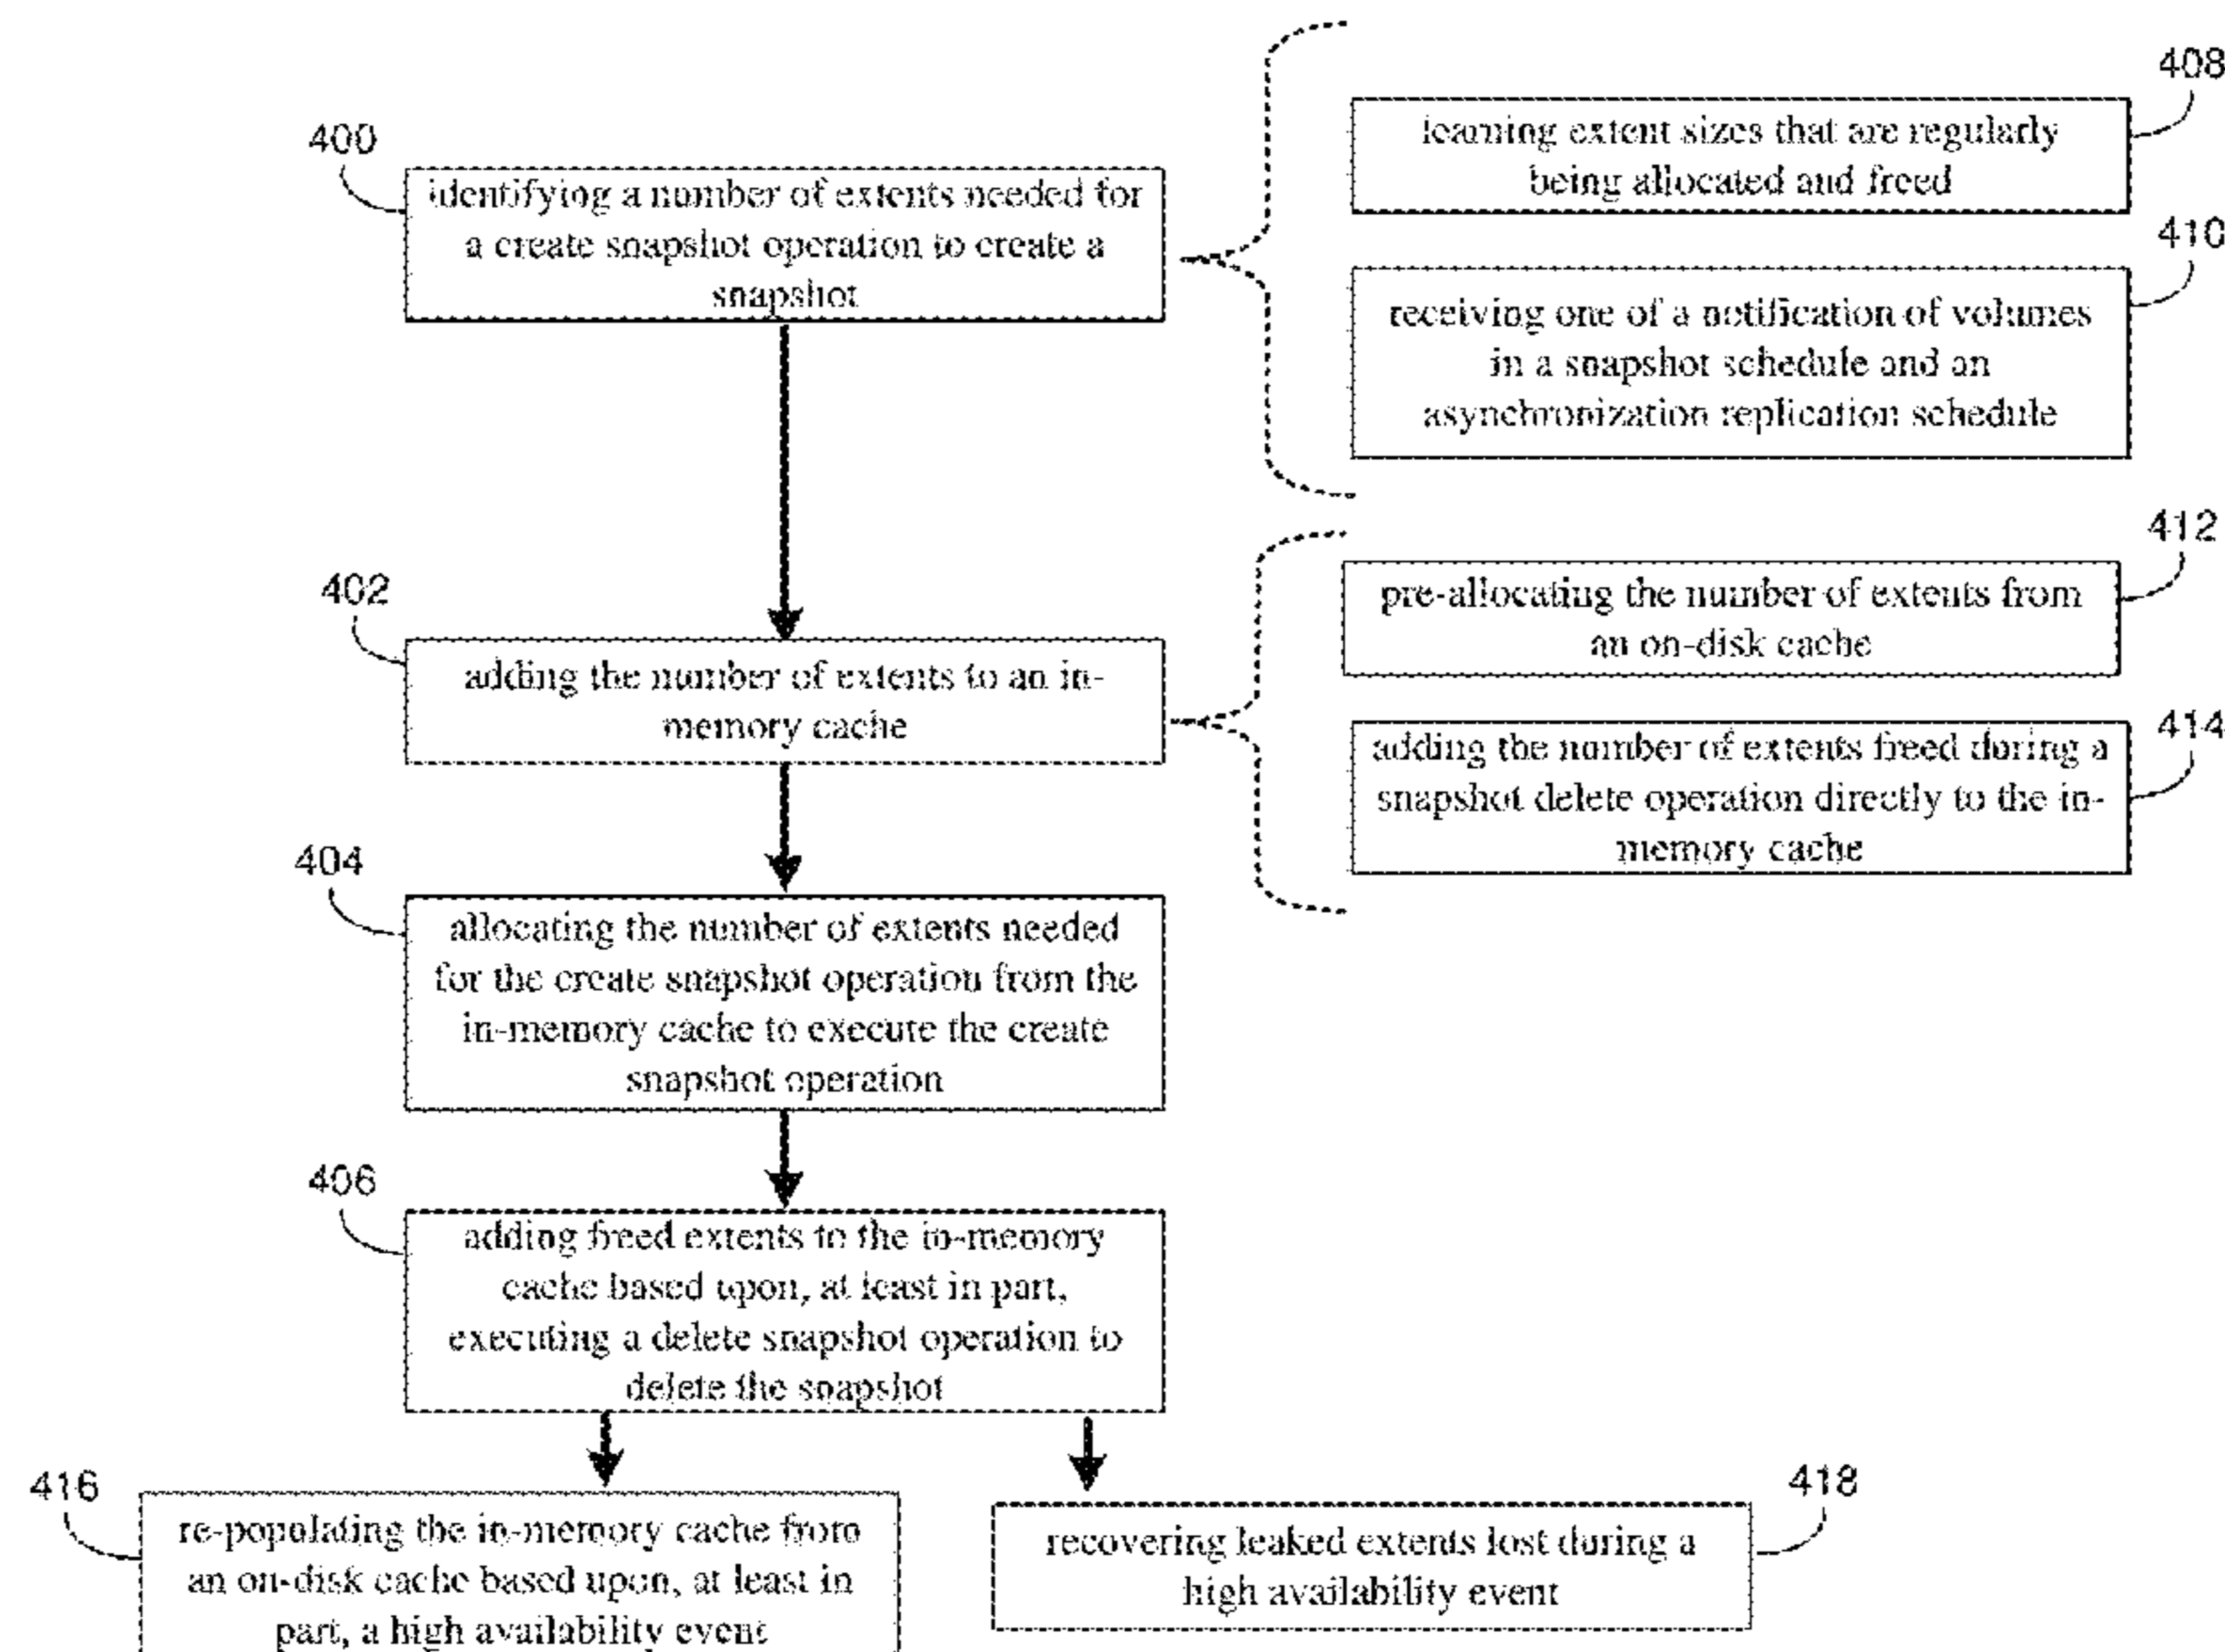 400
identifying a number of extents needed for
a create snapshot operation to create a
snapshot
408
learning extent sizes that are regularly
being allocated and freed
410
receiving one of a notification of volumes
in a snapshot schedule and an
asynchronization replication schedule
402
adding the number of extents to an in-
memory cache
412
pre-allocating the number of extents from
an on-disk cache
414
adding the number of extents freed during a
snapshot delete operation directly to the in-
memory cache
404
allocating the number of extents needed
for the create snapshot operation from the
in-memory cache to execute the create
snapshot operation
406
adding freed extents to the in-memory
cache based upon, at least in part,
executing a delete snapshot operation to
delete the snapshot
416
re-populating the in-memory cache from
an on-disk cache based upon, at least in
part, a high availability event
418
recovering leaked extents lost during a
high availability event